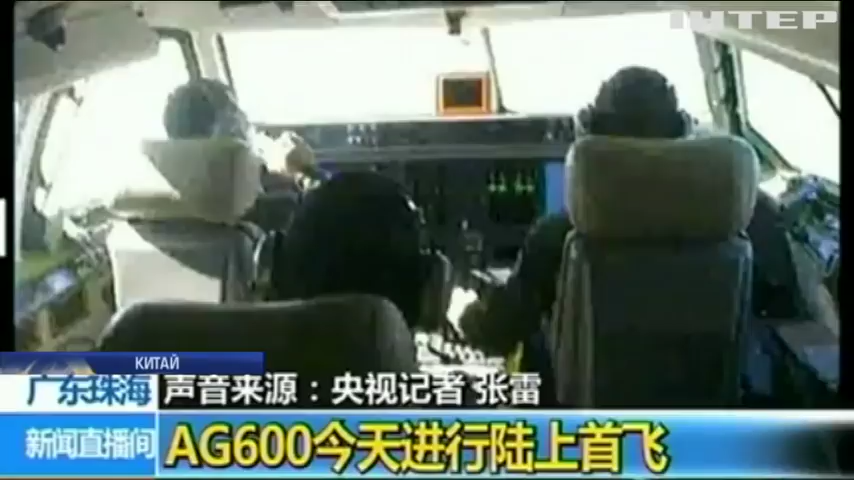 ІНТЕР
КИТАЙ
广东珠海
声音来源：央视记者 张雷
新闻直播间
AG600今天进行陆上首飞